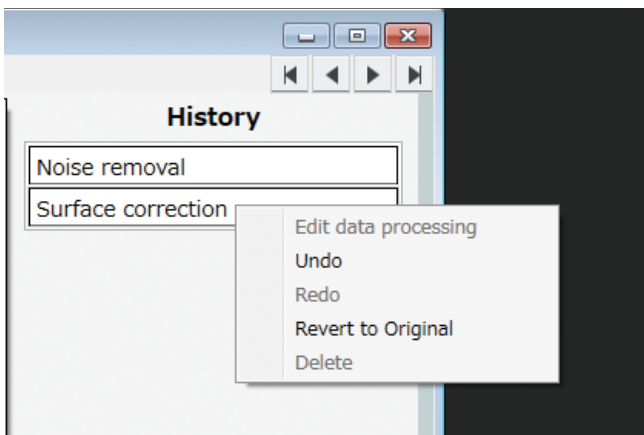 History
Noise removal
Surface correction
Edit data processing
Undo
Redo
Revert to Original
Delete